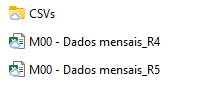 CSVs
M00 - Dados mensais_R4
M00 - Dados mensais_R5